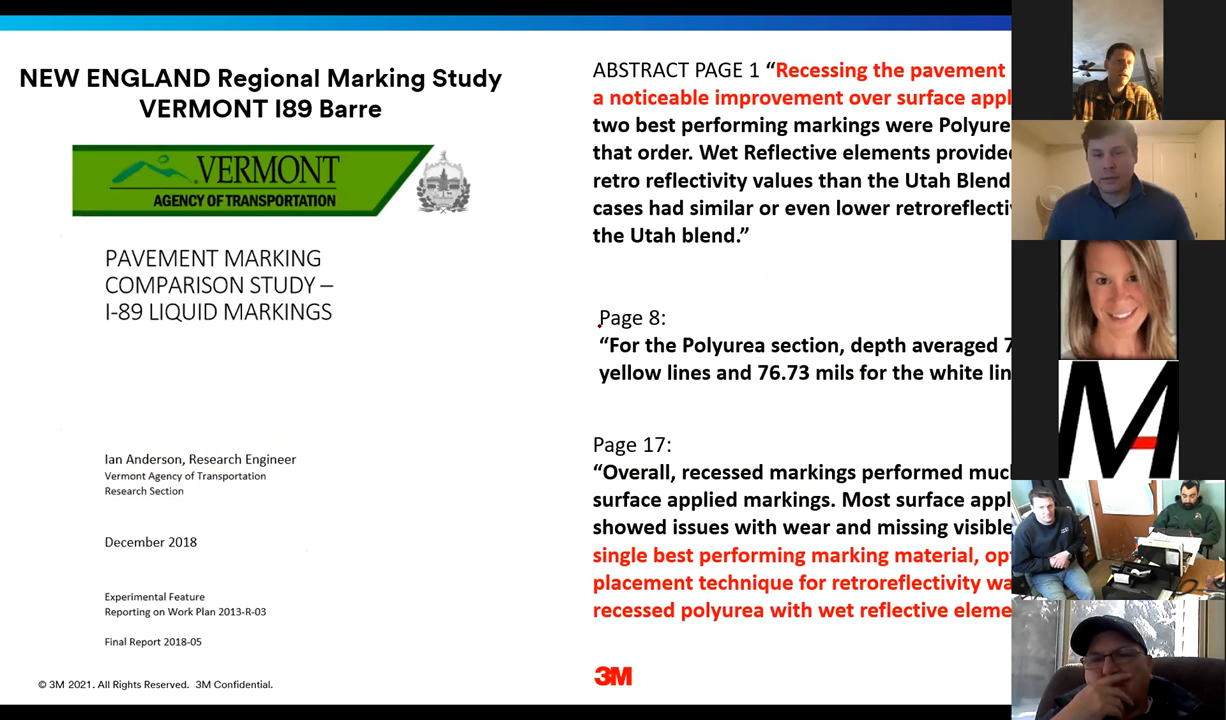 NEW ENGLAND Regional Marking Study
VERMONT I89 Barre
VERMONT
AGENCY OF TRANSPORTATION
PAVEMENT MARKING
COMPARISON STUDY –
I-89 LIQUID MARKINGS
Ian Anderson, Research Engineer
Vermont Agency of Transportation
Research Section
December 2018
Experimental Feature
Reporting on Work Plan 2013-R-03
Final Report 2018-05
© 3M 2021. All Rights Reserved. 3M Confidential.
ABSTRACT PAGE 1 “Recessing the pavement
a noticeable improvement over surface appl
two best performing markings were Polyure
that order. Wet Reflective elements provided
retro reflectivity values than the Utah Blend
cases had similar or even lower retroreflecti
the Utah blend.”
Page 8:
“For the Polyurea section, depth averaged 7
yellow lines and 76.73 mils for the white lin
Page 17:
“Overall, recessed markings performed muc
surface applied markings. Most surface appl
showed issues with wear and missing visible
single best performing marking material, op
placement technique for retroreflectivity wa
recessed polyurea with wet reflective eleme
3M